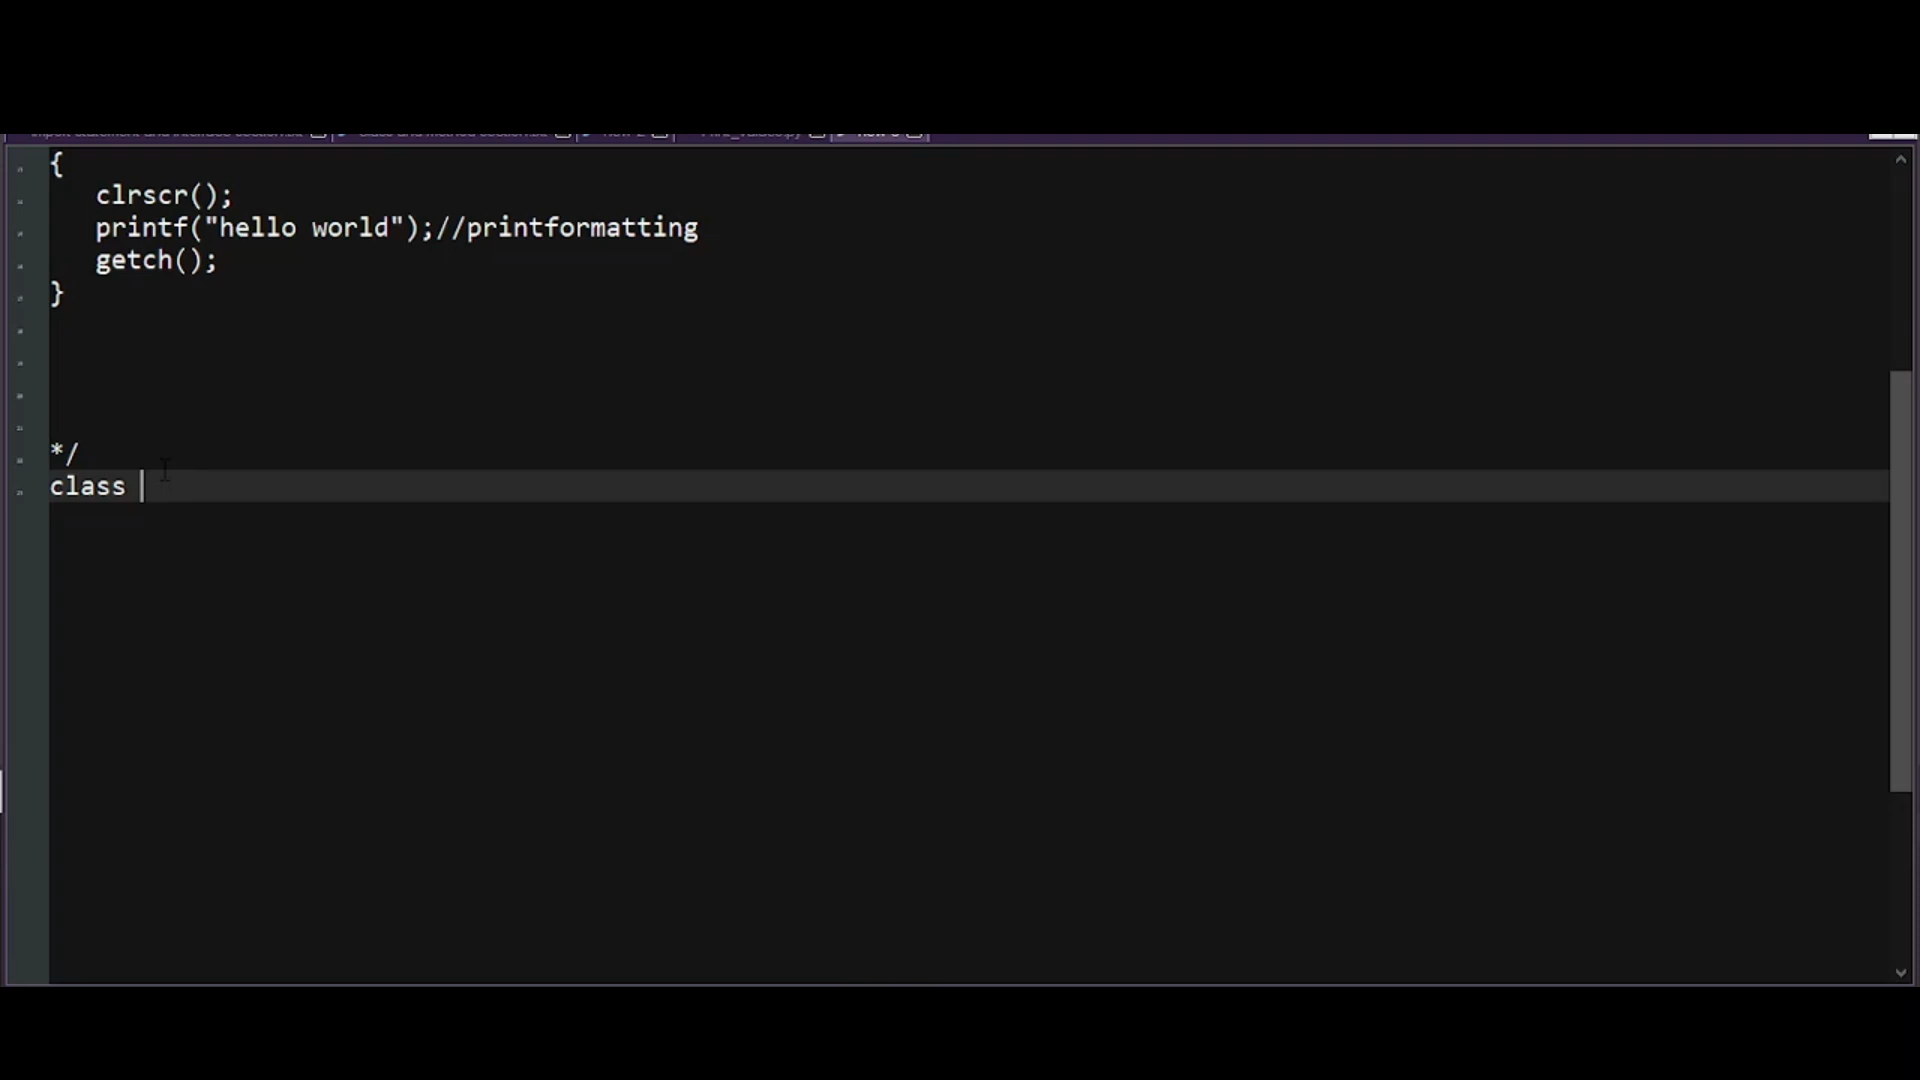 {
clrscr();
printf("hello world");//printformatting
getch();
}
*/
class